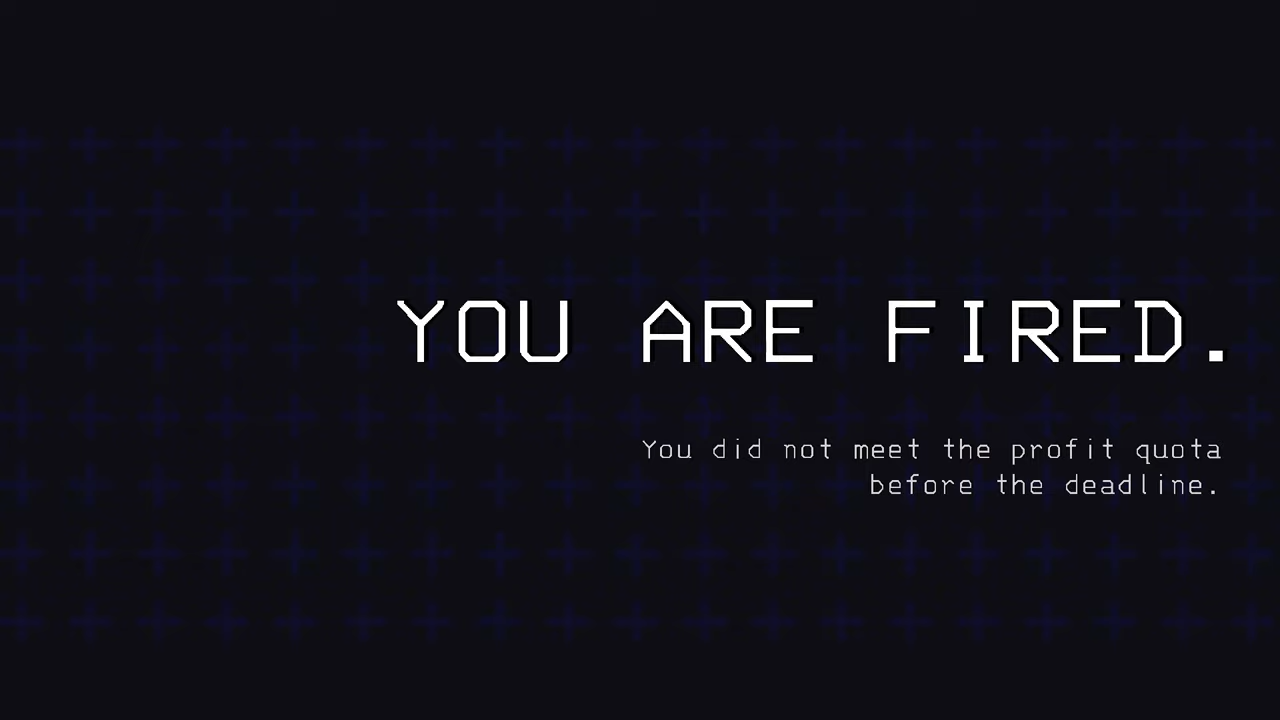 YOU ARE FIRED.
You did not meet the profit quota
before the deadline.